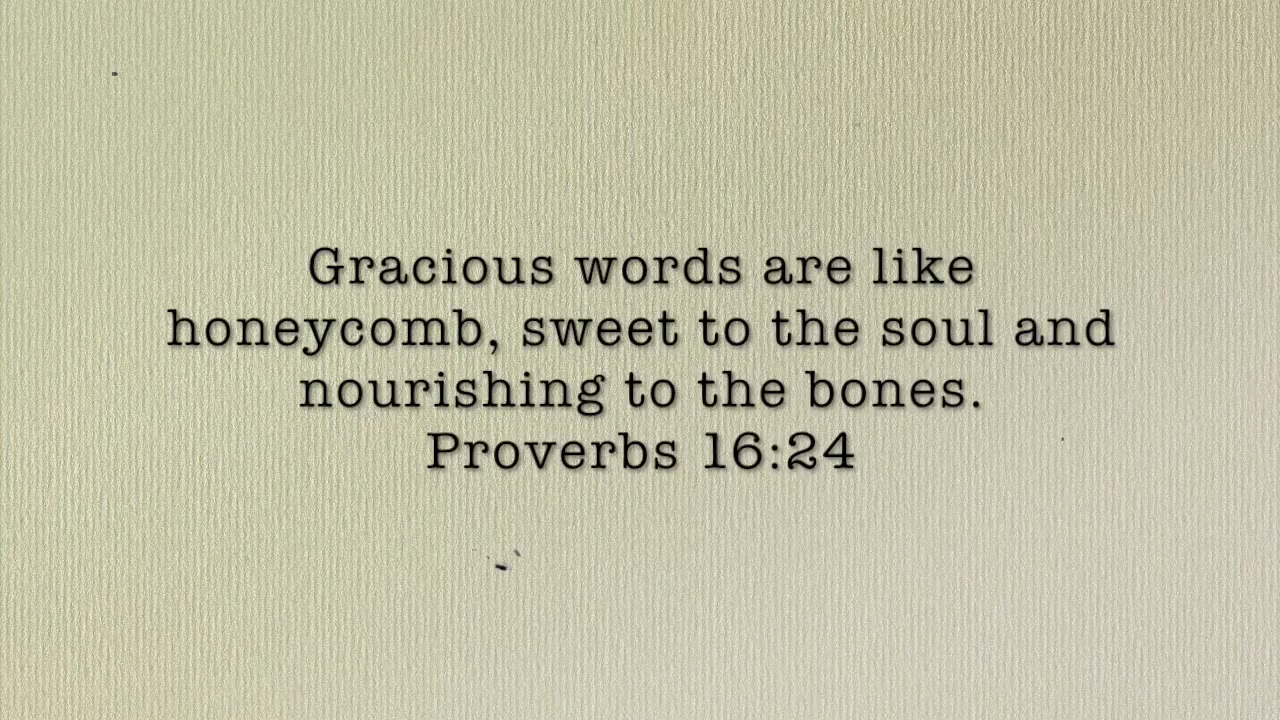 Gracious words are like
honeycomb, sweet to the soul and
nourishing to the bones.
Proverbs 16:24